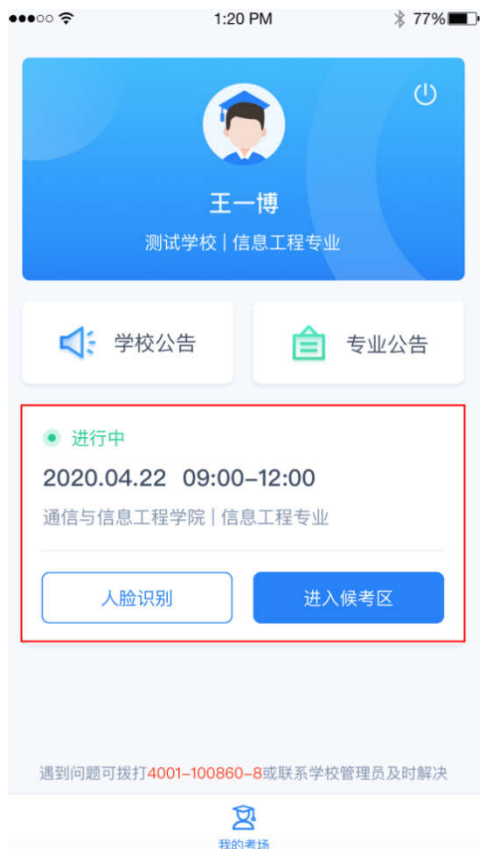 1:20 PM 77%
王一博
测试学校 | 信息工程专业
学校公告 专业公告
进行中
2020.04.22 09:00–12:00
通信与信息工程学院 | 信息工程专业
人脸识别 进入候考区
遇到问题可拨打4001–100860–8或联系学校管理员及时解决
我的考场